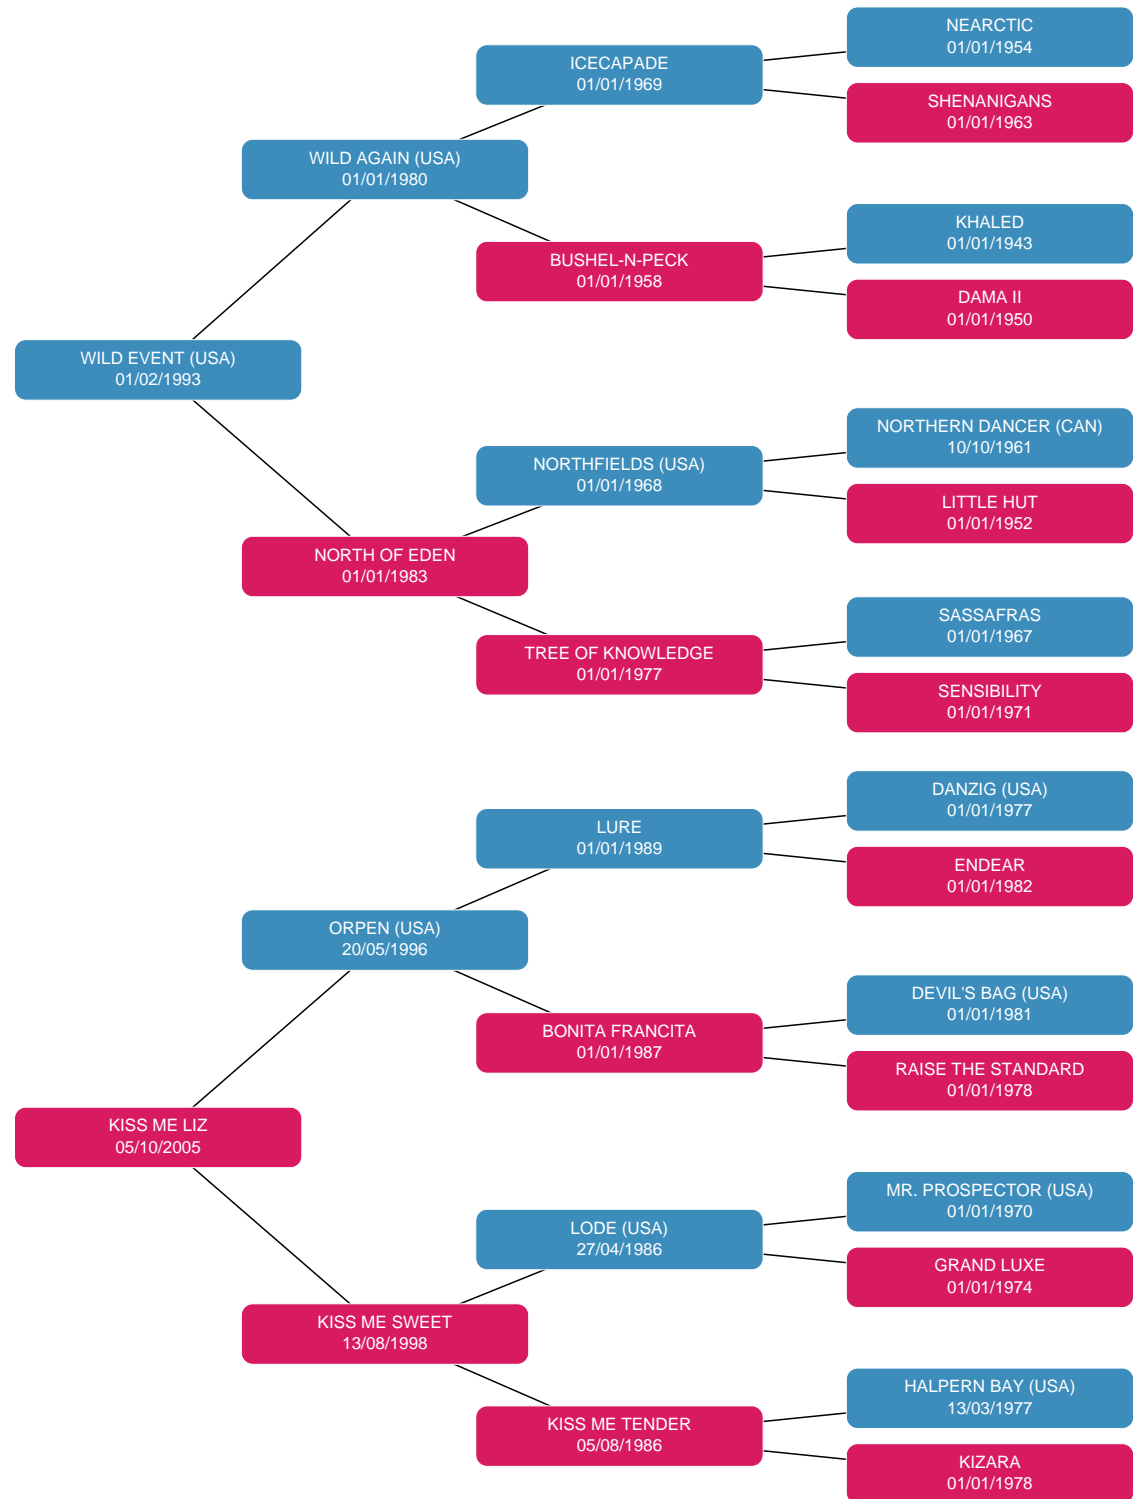 NEARCTIC
01/01/1954
ICECAPADE
01/01/1969
SHENANIGANS
01/01/1963
WILD AGAIN (USA)
01/01/1980
KHALED
01/01/1943
BUSHEL-N-PECK
01/01/1958
DAMA II
01/01/1950
WILD EVENT (USA)
01/02/1993
NORTHERN DANCER (CAN)
10/10/1961
NORTHFIELDS (USA)
01/01/1968
LITTLE HUT
01/01/1952
NORTH OF EDEN
01/01/1983
SASSAFRAS
01/01/1967
TREE OF KNOWLEDGE
01/01/1977
SENSIBILITY
01/01/1971
DANZIG (USA)
01/01/1977
LURE
01/01/1989
ENDEAR
01/01/1982
ORPEN (USA)
20/05/1996
DEVIL'S BAG (USA)
01/01/1981
BONITA FRANCITA
01/01/1987
RAISE THE STANDARD
01/01/1978
KISS ME LIZ
05/10/2005
MR. PROSPECTOR (USA)
01/01/1970
LODE (USA)
27/04/1986
GRAND LUXE
01/01/1974
KISS ME SWEET
13/08/1998
HALPERN BAY (USA)
13/03/1977
KISS ME TENDER
05/08/1986
KIZARA
01/01/1978